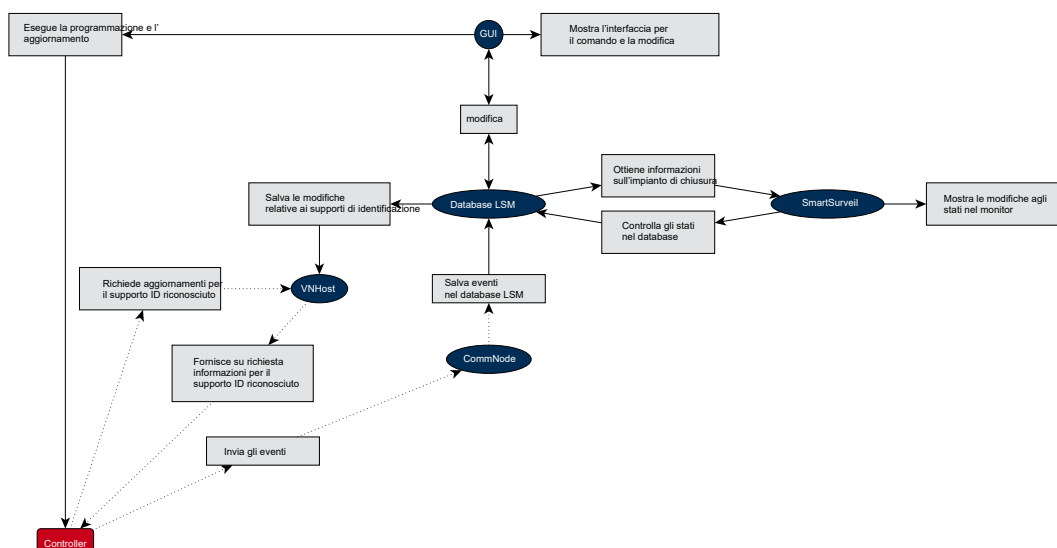 Esegue la programmazione e l'
aggiornamento
GUI
Mostra l'interfaccia per
il comando e la modifica
modifica
Ottiene informazioni
sull'impianto di chiusura
Salva le modifiche
relative ai supporti di identificazione
Database LSM
SmartSurveil
Mostra le modifiche agli
stati nel monitor
Controlla gli stati
nel database
Richiede aggiornamenti per
il supporto ID riconosciuto
VNHost
Salva eventi
nel database LSM
Fornisce su richiesta
informazioni per il
supporto ID riconosciuto
CommNode
Invia gli eventi
Controller